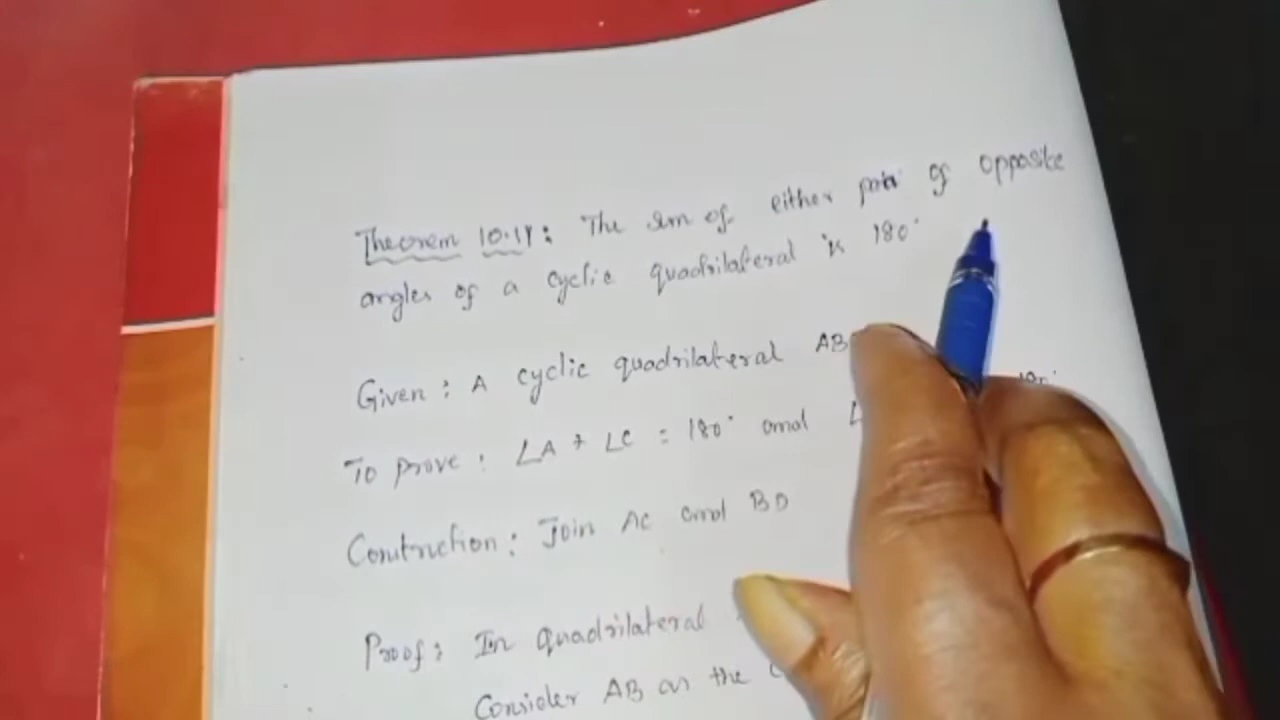 Theorem 10.11: The sum of either pair of opposite
angles of a cyclic quadrilateral is 180°
Given: A cyclic quadrilateral AB
To prove: ∠A + ∠C = 180° and ∠
Contruction: Join AC and BD
Proof: In quadrilateral
Consider AB as the